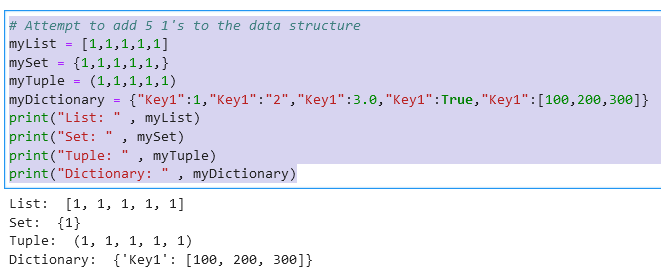 # Attempt to add 5 1's to the data structure
myList = [1,1,1,1,1]
mySet = {1,1,1,1,1,}
myTuple = (1,1,1,1,1)
myDictionary = {"Key1":1,"Key1":"2","Key1":3.0,"Key1":True,"Key1":[100,200,300]}
print("List: " , myList)
print("Set: " , mySet)
print("Tuple: " , myTuple)
print("Dictionary: " , myDictionary)
List:  [1, 1, 1, 1, 1]
Set:  {1}
Tuple:  (1, 1, 1, 1, 1)
Dictionary:  {'Key1': [100, 200, 300]}